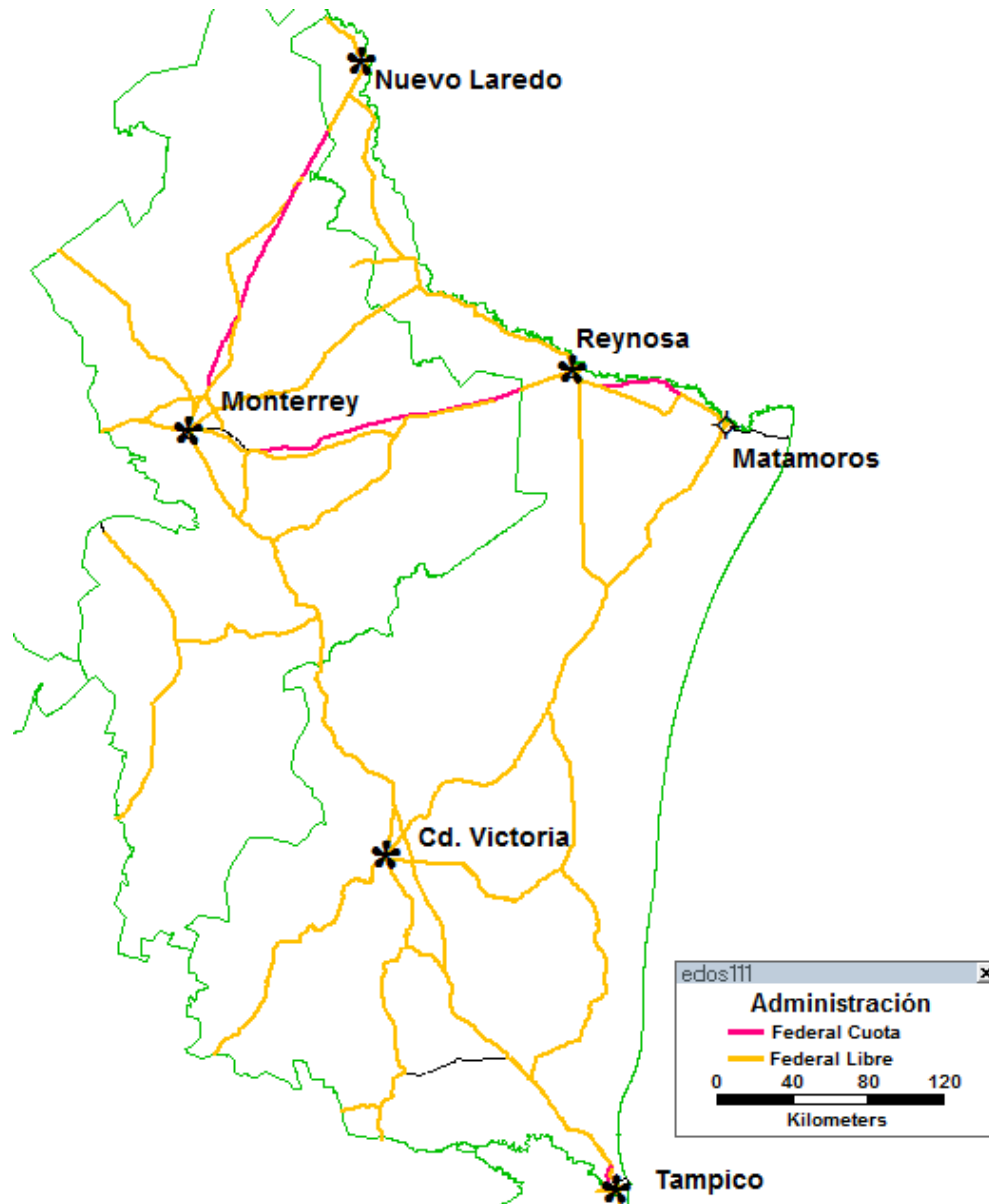 Nuevo Laredo
Reynosa
Monterrey
Matamoros
Cd. Victoria
edos111
Administración
Federal Cuota
Federal Libre
0 40 80 120
Kilometers
Tampico